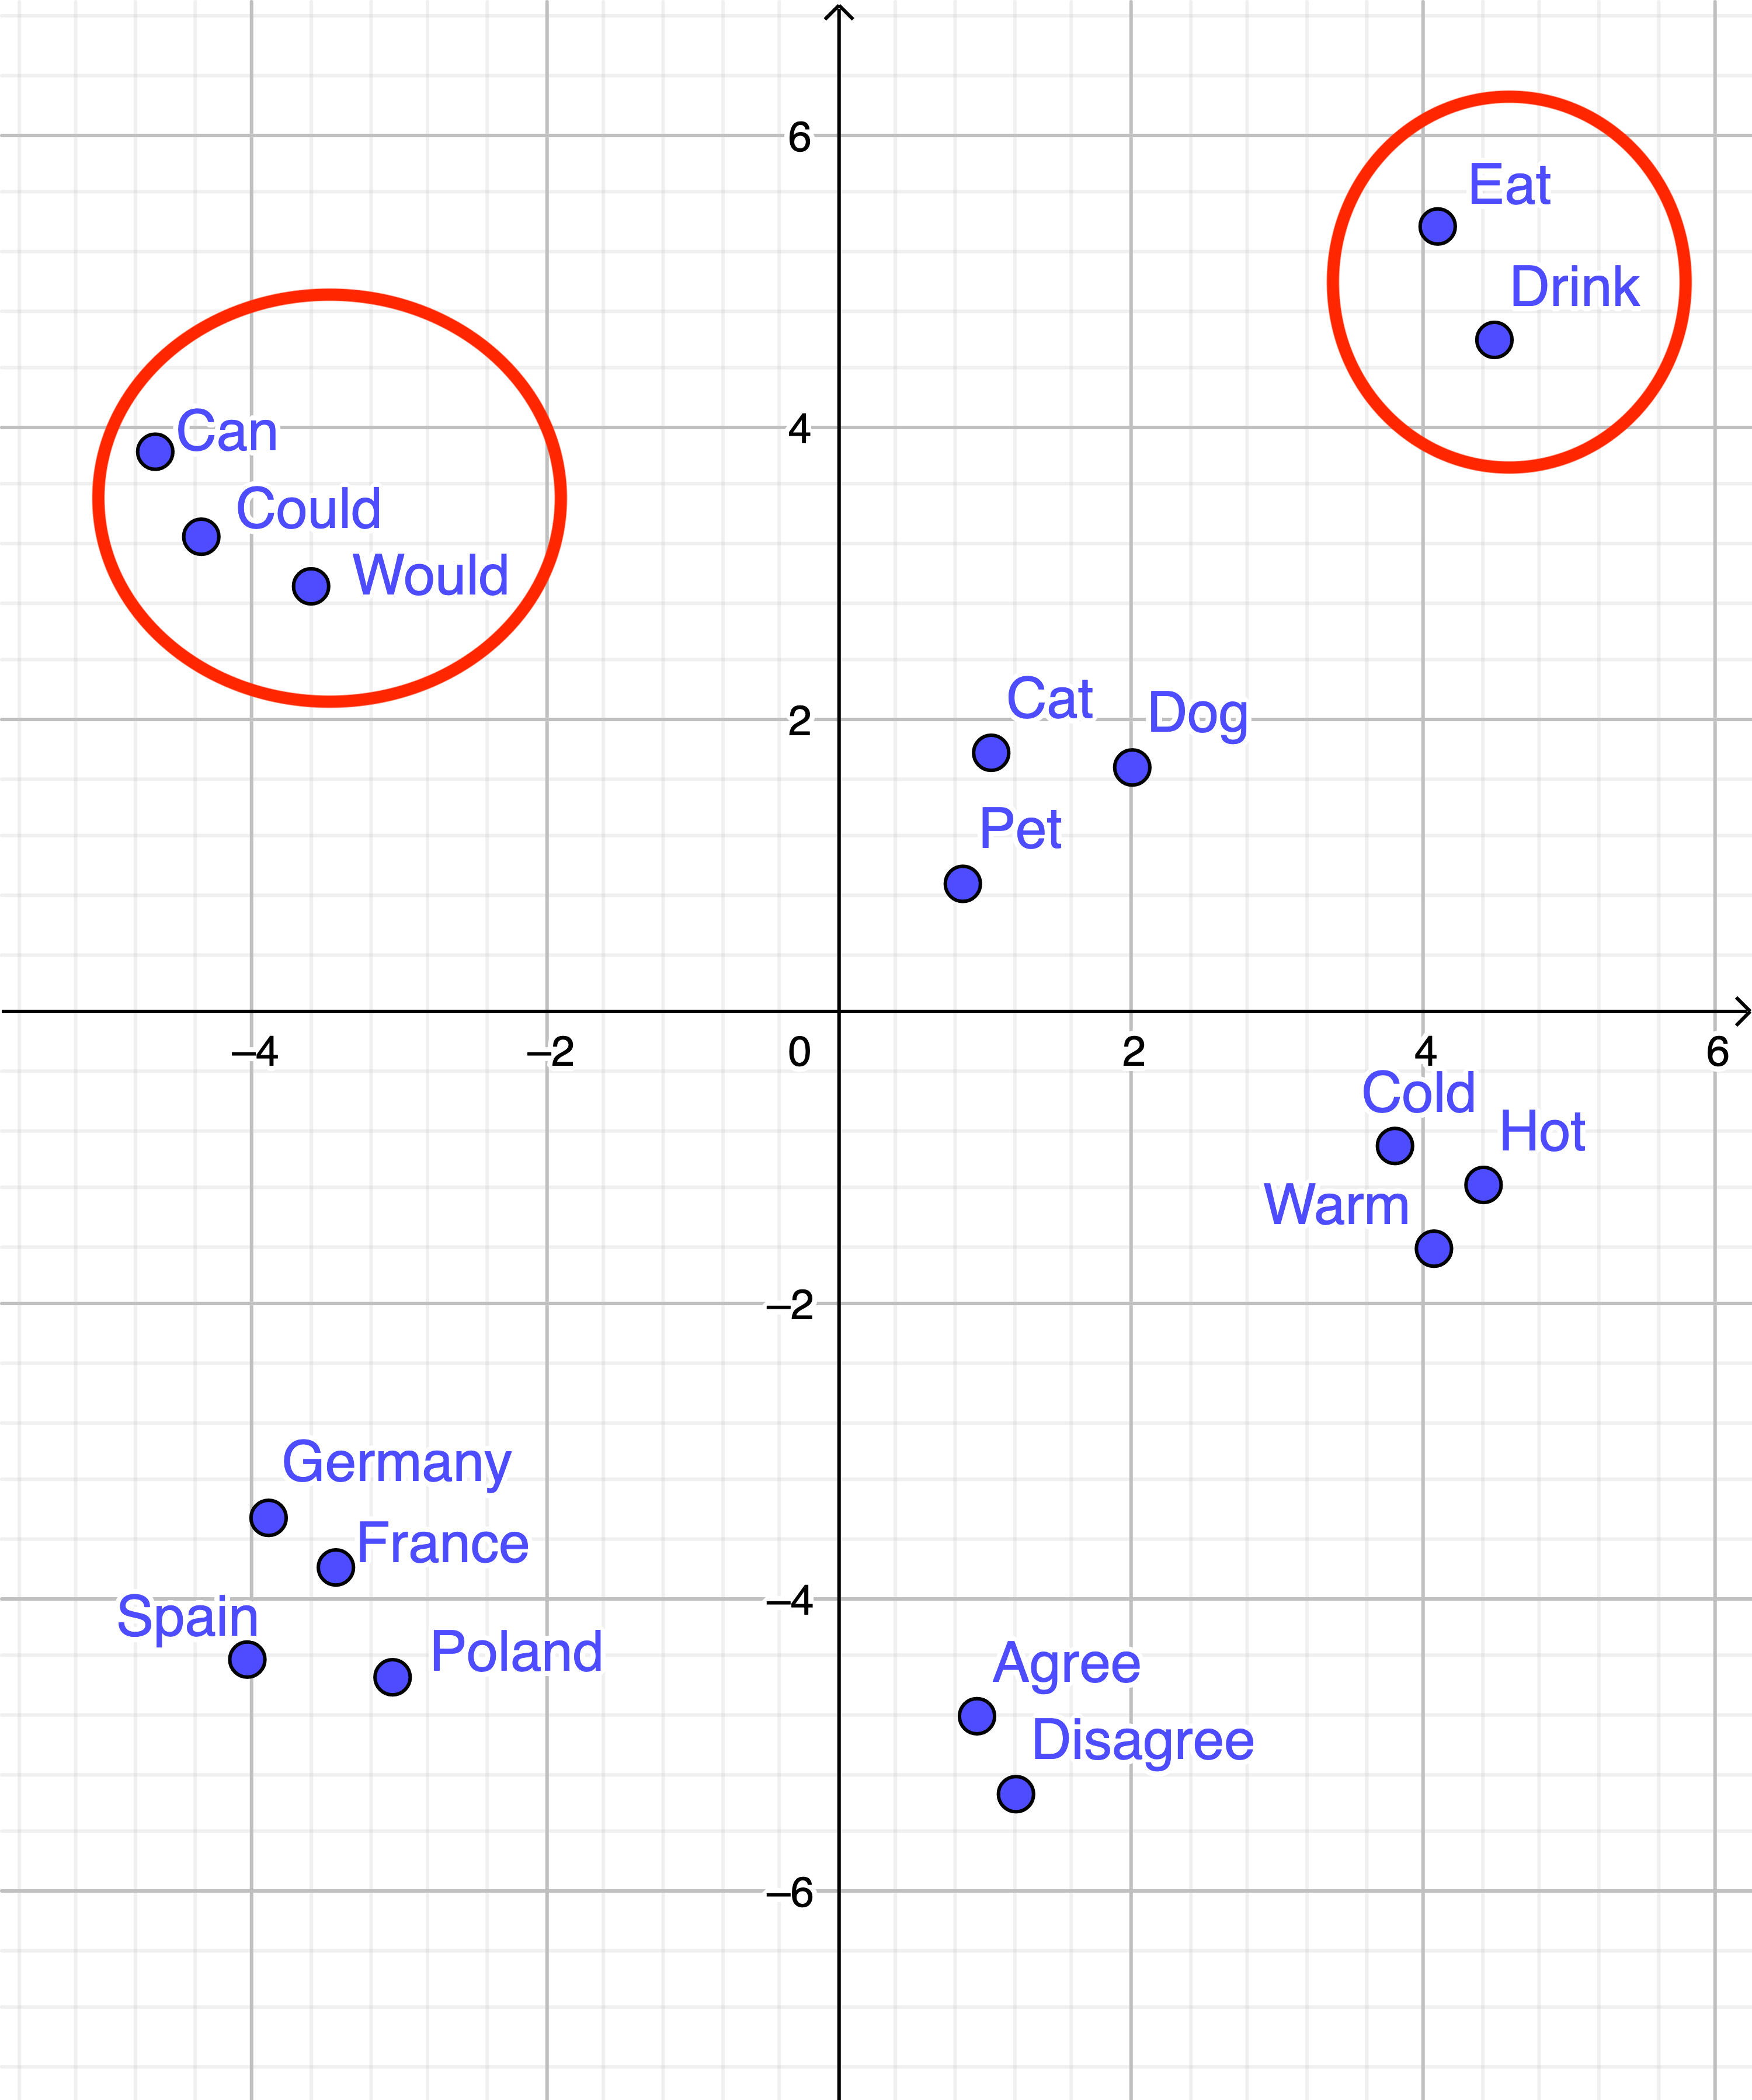 6
Eat
Drink
Can
4
Could
Would
Cat
Dog
2
Pet
–4
–2
0
2
4
6
Cold
Hot
Warm
–2
Germany
France
–4
Spain
Poland
Agree
Disagree
–6